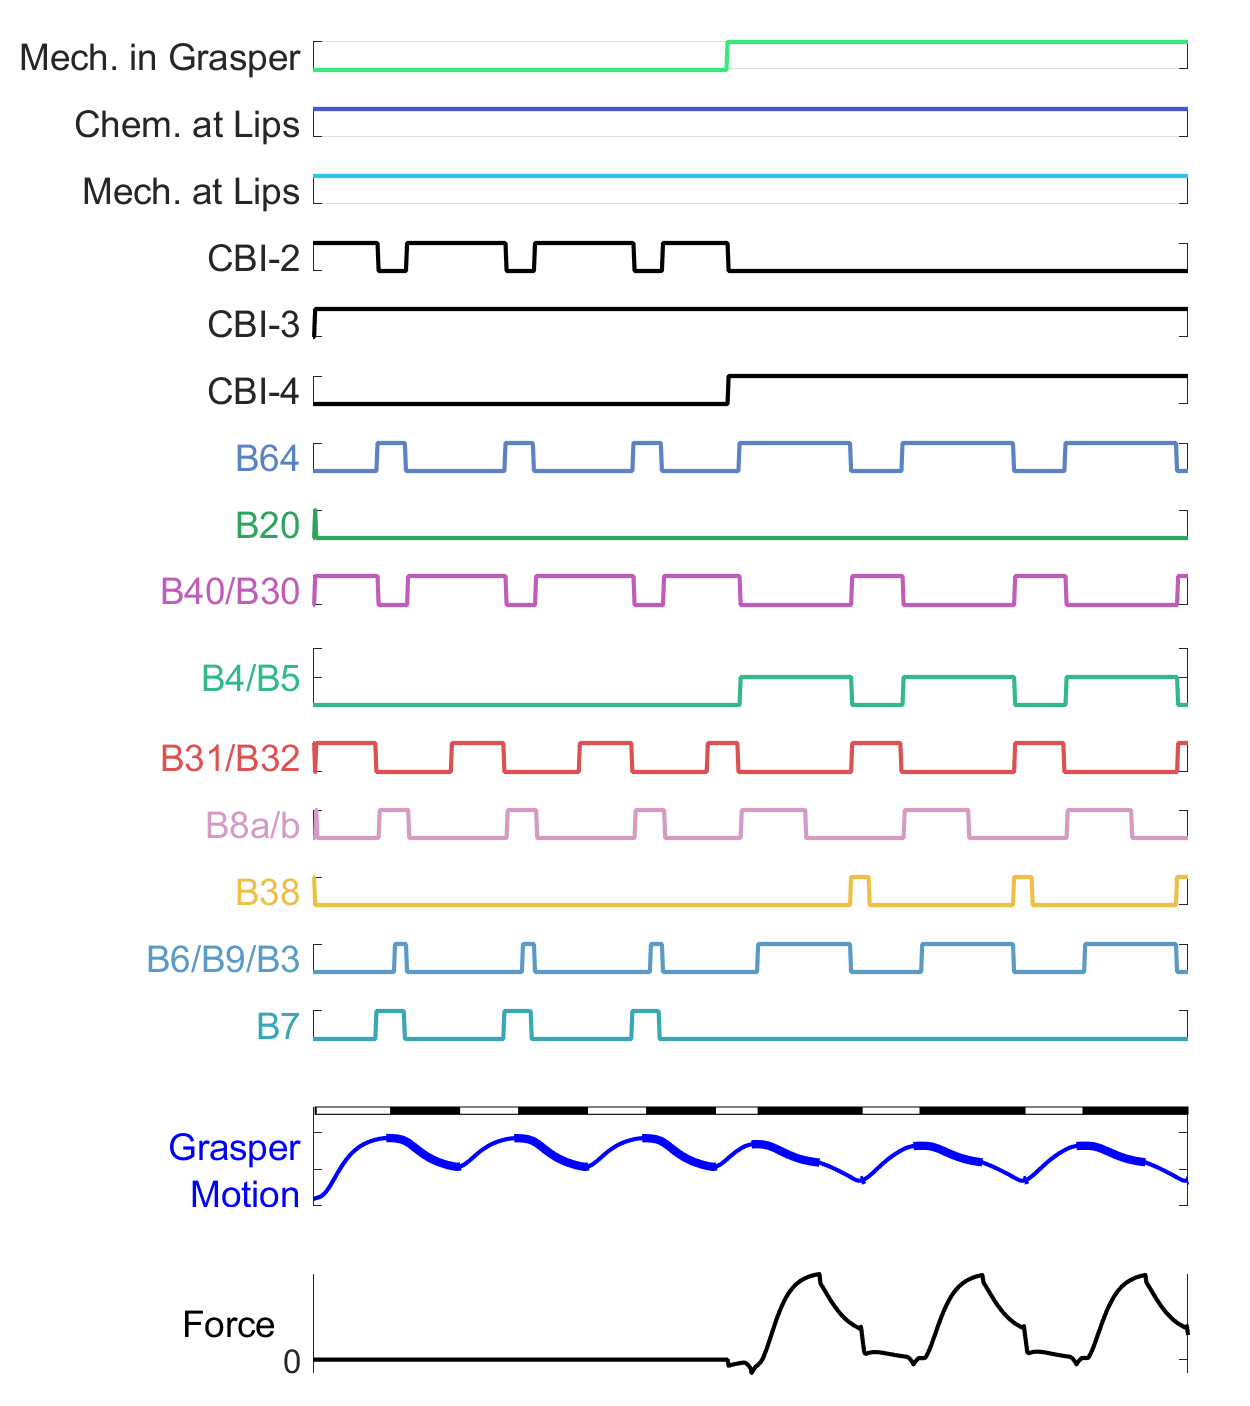 Mech. in Grasper
Chem. at Lips
Mech. at Lips
CBI-2
CBI-3
CBI-4
B64
B20
B40/B30
B4/B5
B31/B32
B8a/b
B38
B6/B9/B3
B7
Grasper
Motion
Force
0